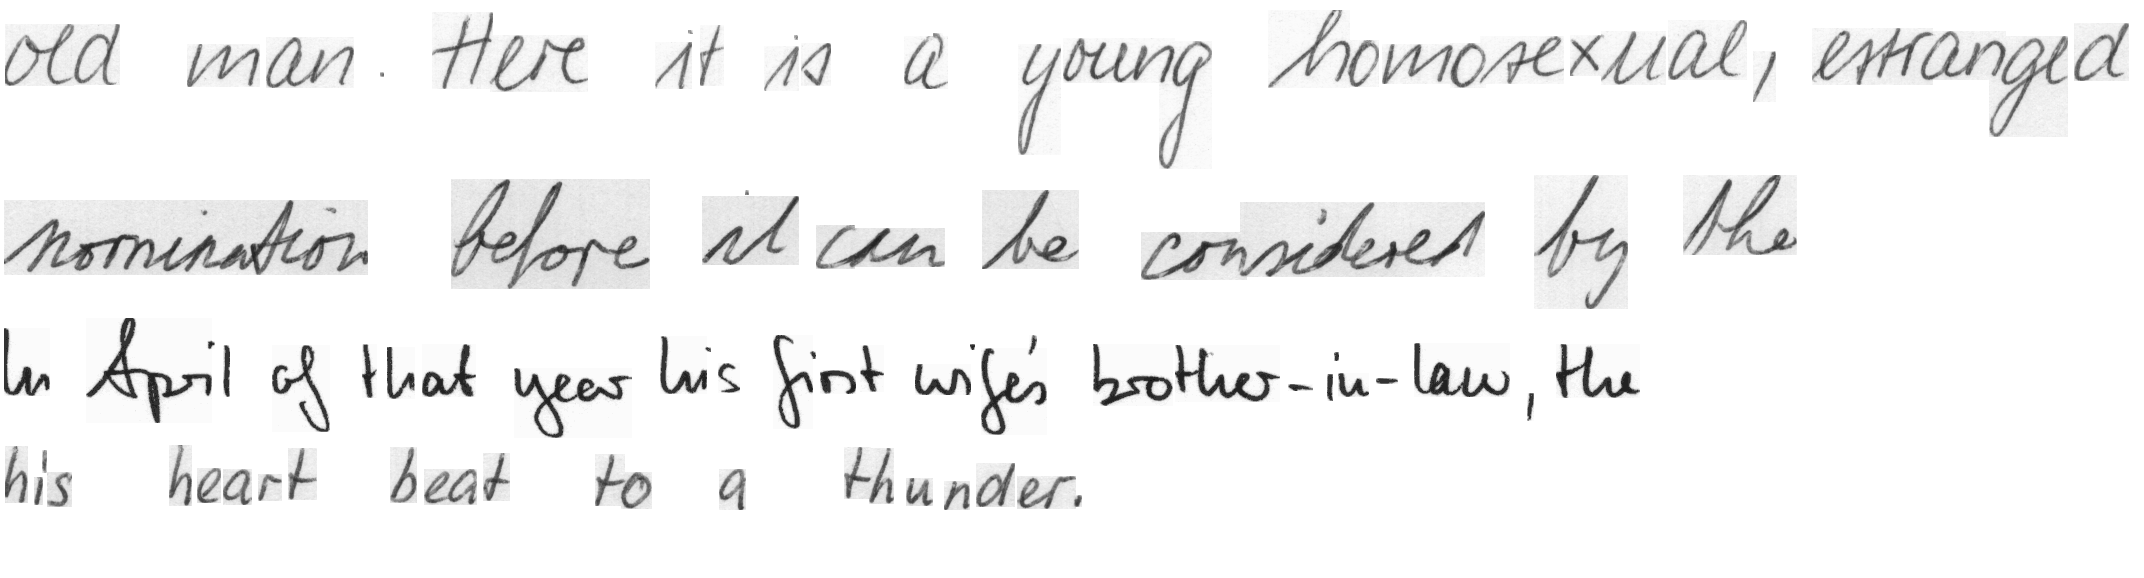 old man. Here it is a young homosexual, estranged
nomination before it can be considered by the
In April of that year his first wife's brother-in-law, the
his heart beat to a thunder.